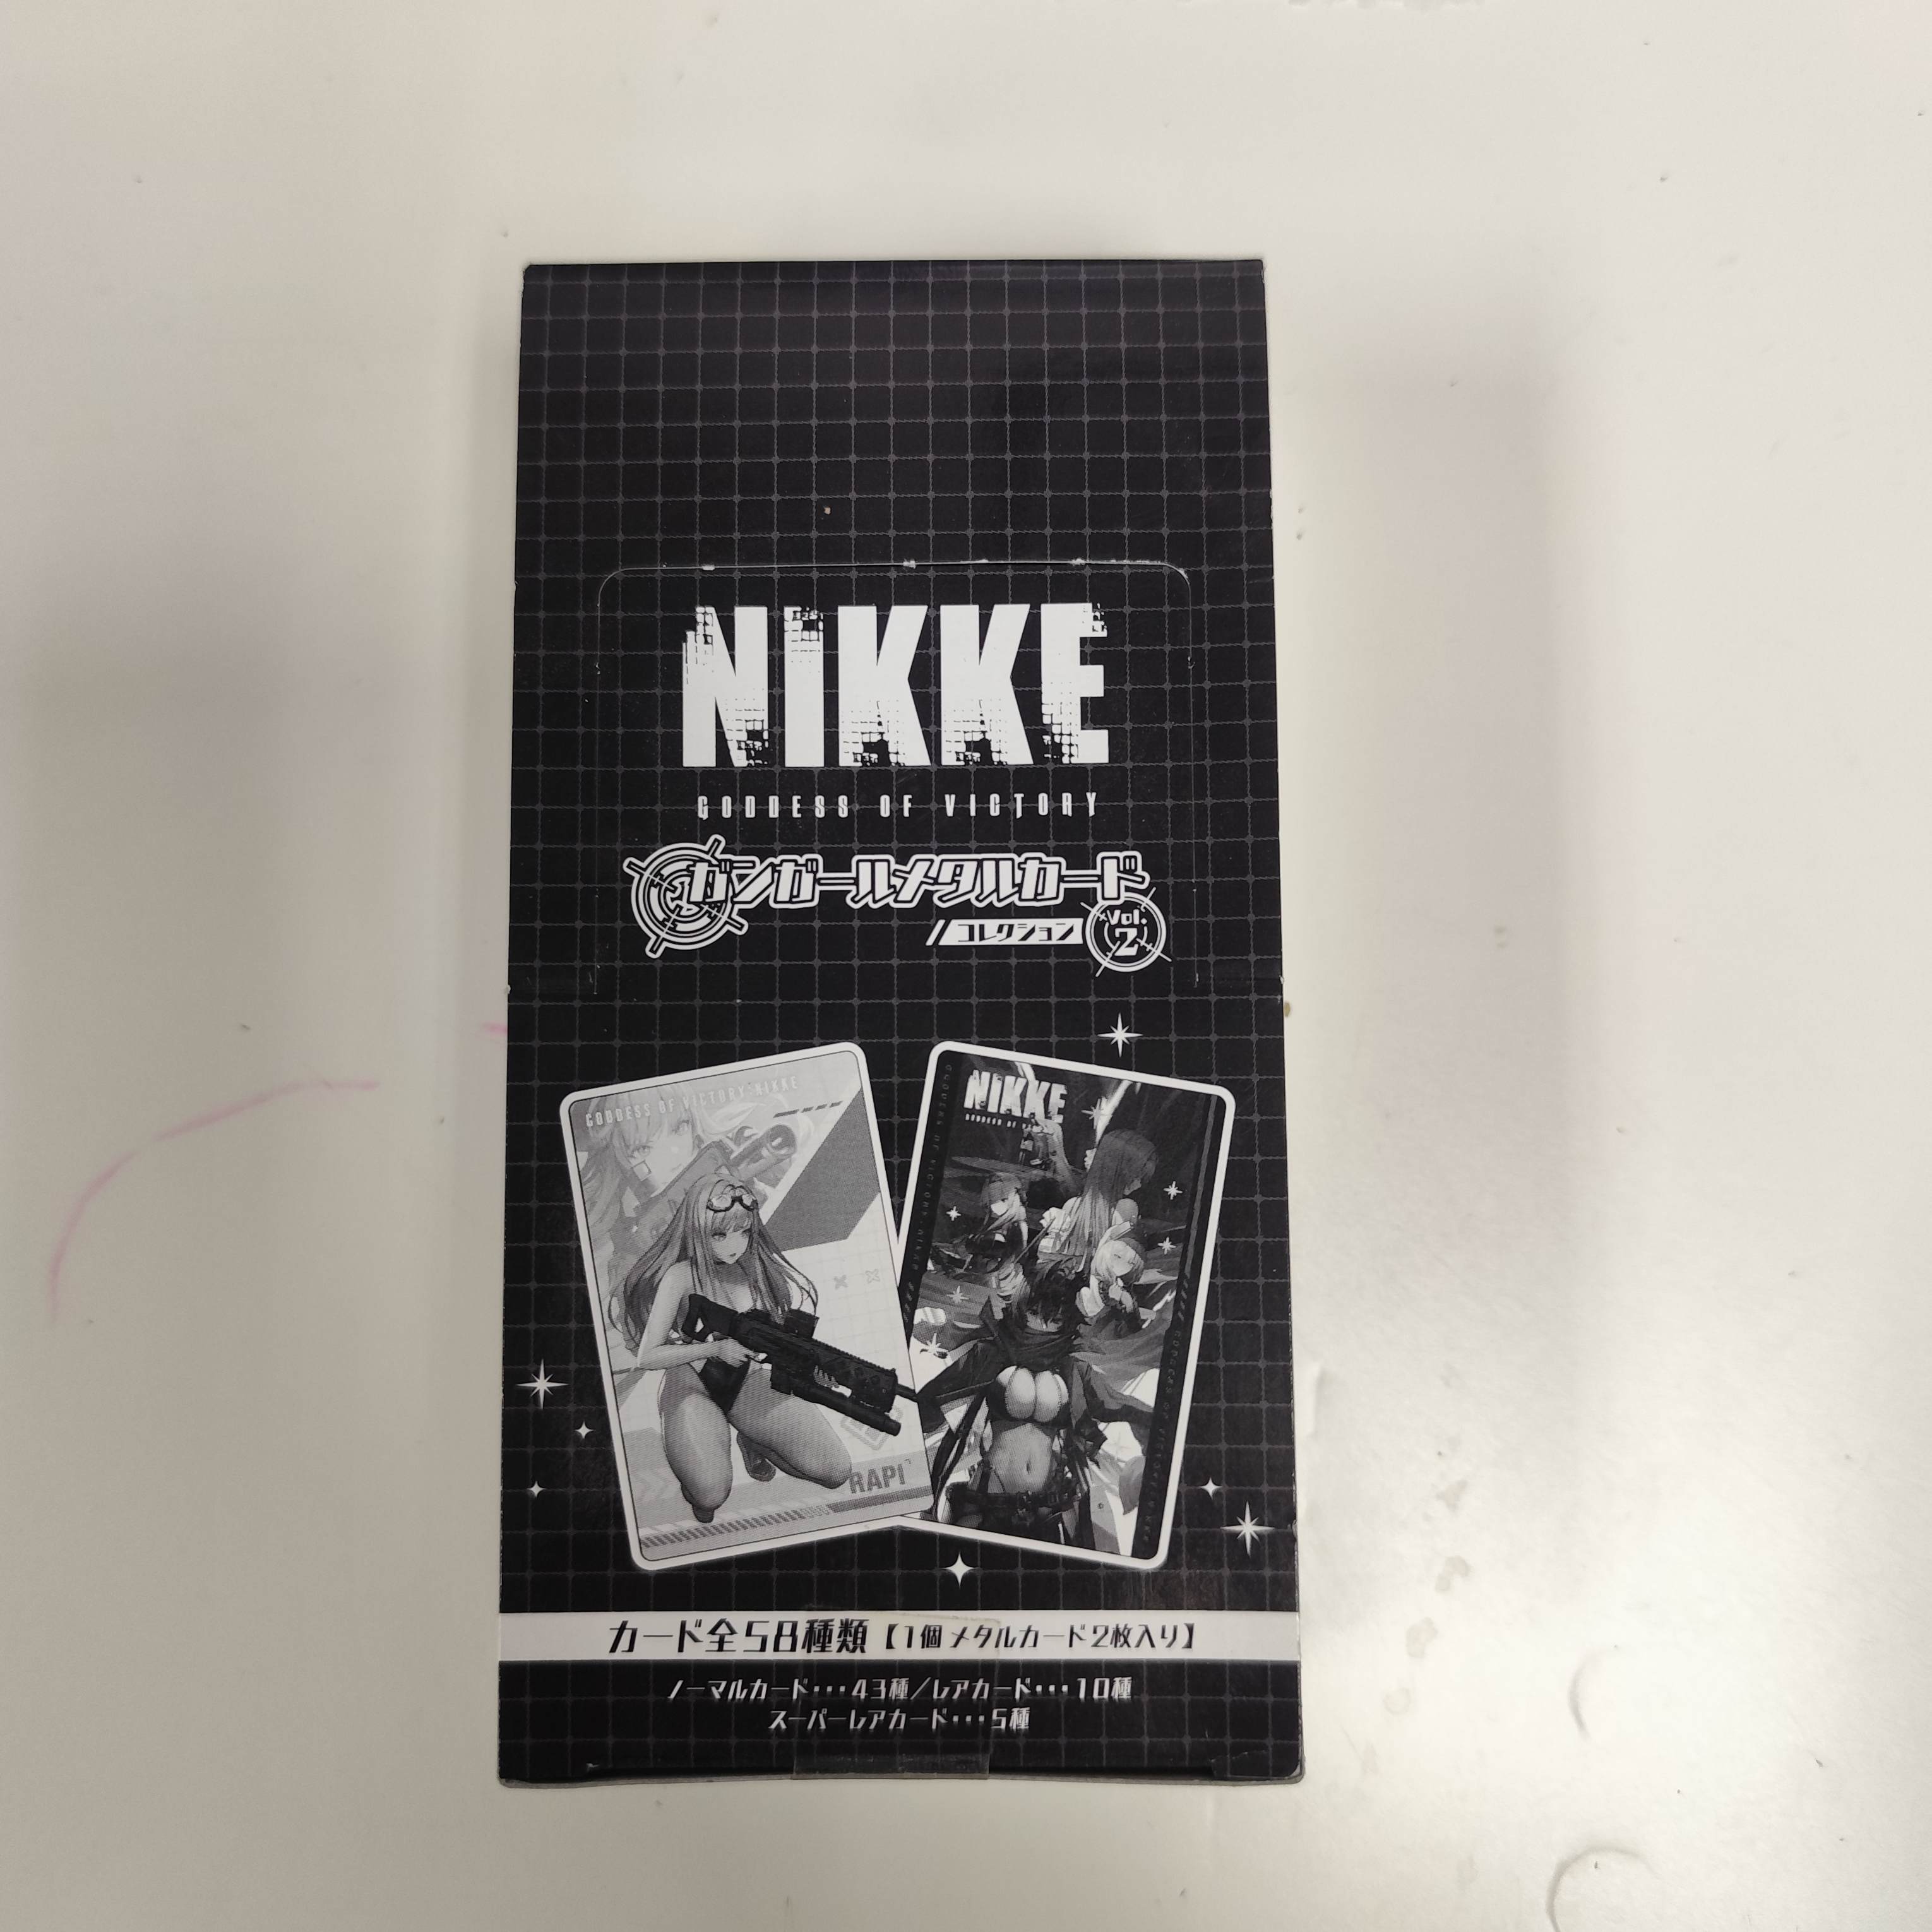 NIKKE
GODDESS OF VICTORY
ガンガールメタルカード
コレクション
Vol.
2
GODDESS OF VICTORY NIKKE
RAPI
NIKKE
GODDESS OF VIC
カード全58種類【1個 メタルカード2枚入り】
ノーマルカード・・・43種／レアカード・・・10種
スーパーレアカード・・・5種